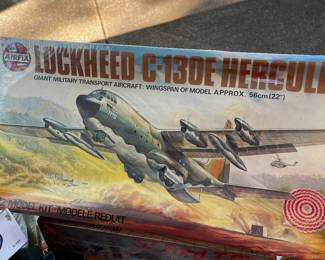 AIRFIX
LOCKHEED C-130E HERCUL
GIANT MILITARY TRANSPORT AIRCRAFT: WINGSPAN OF MODEL APPROX. 56cm (22")
MODEL KIT-MODELE REDUIT